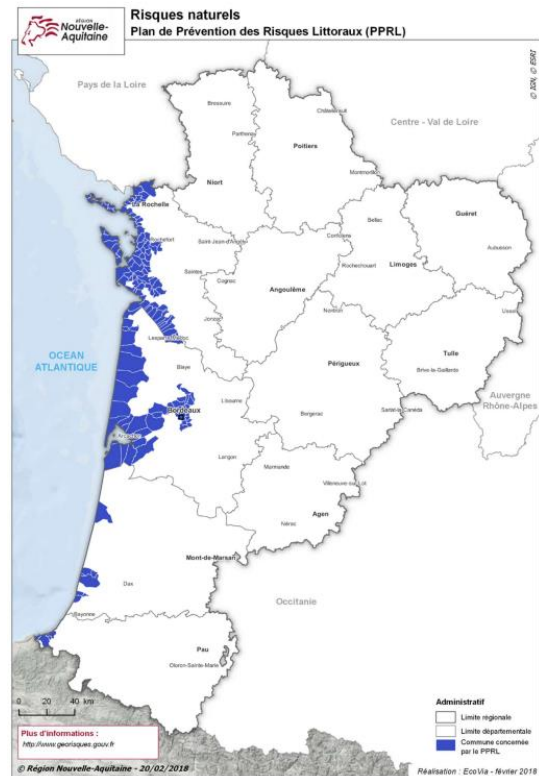 RÉGION
Nouvelle-
Aquitaine
Risques naturels
Plan de Prévention des Risques Littoraux (PPRL)
© IGN, © ESRI
Pays de la Loire
Centre - Val de Loire
Bressuire
Parthenay
Châtellerault
Poitiers
Montmorillon
Niort
La Rochelle
Rochefort
Saint-Jean-d'Angély
Saintes
Cognac
Jonzac
Angoulême
Confolens
Bellac
Rochechouart
Limoges
Guéret
Aubusson
Ussel
Nontron
Tulle
Brive-la-Gaillarde
Périgueux
Lesparre-Médoc
Blaye
OCEAN
ATLANTIQUE
Bordeaux
Libourne
Bergerac
Sarlat-la-Canéda
Auvergne
Rhône-Alpes
Arcachon
Langon
Marmande
Villeneuve-sur-Lot
Agen
Nérac
Mont-de-Marsan
Dax
Occitanie
Bayonne
Pau
Oloron-Sainte-Marie
0 20 40 km
Plus d'informations :
http://www.georisques.gouv.fr
Administratif
Limite régionale
Limite départementale
Commune concernée
par le PPRL
© Région Nouvelle-Aquitaine - 20/02/2018
Réalisation : EcoVia - février 2018